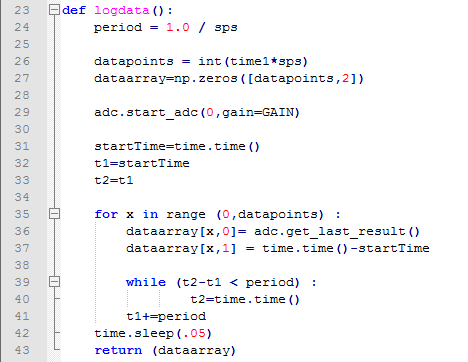 23 def logdata():
24     period = 1.0 / sps
25
26     datapoints = int(time1*sps)
27     dataarray=np.zeros([datapoints,2])
28
29     adc.start_adc(0,gain=GAIN)
30
31     startTime=time.time()
32     t1=startTime
33     t2=t1
34
35     for x in range (0,datapoints) :
36         dataarray[x,0]= adc.get_last_result()
37         dataarray[x,1] = time.time()-startTime
38
39         while (t2-t1 < period) :
40                 t2=time.time()
41         t1+=period
42     time.sleep(.05)
43     return (dataarray)